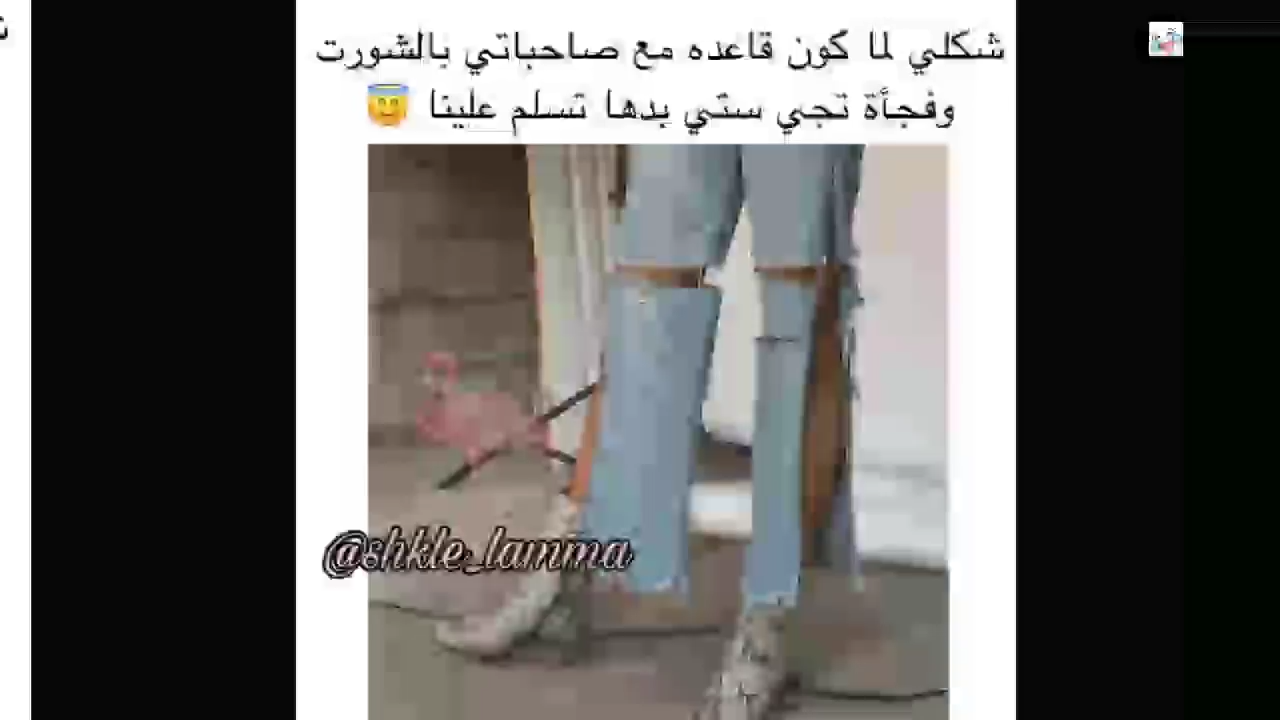 شكلي لما كون قاعده مع صاحباتي بالشورت
وفجأة تجي ستي بدها تسلم علينا 😇
@shkle_lamma